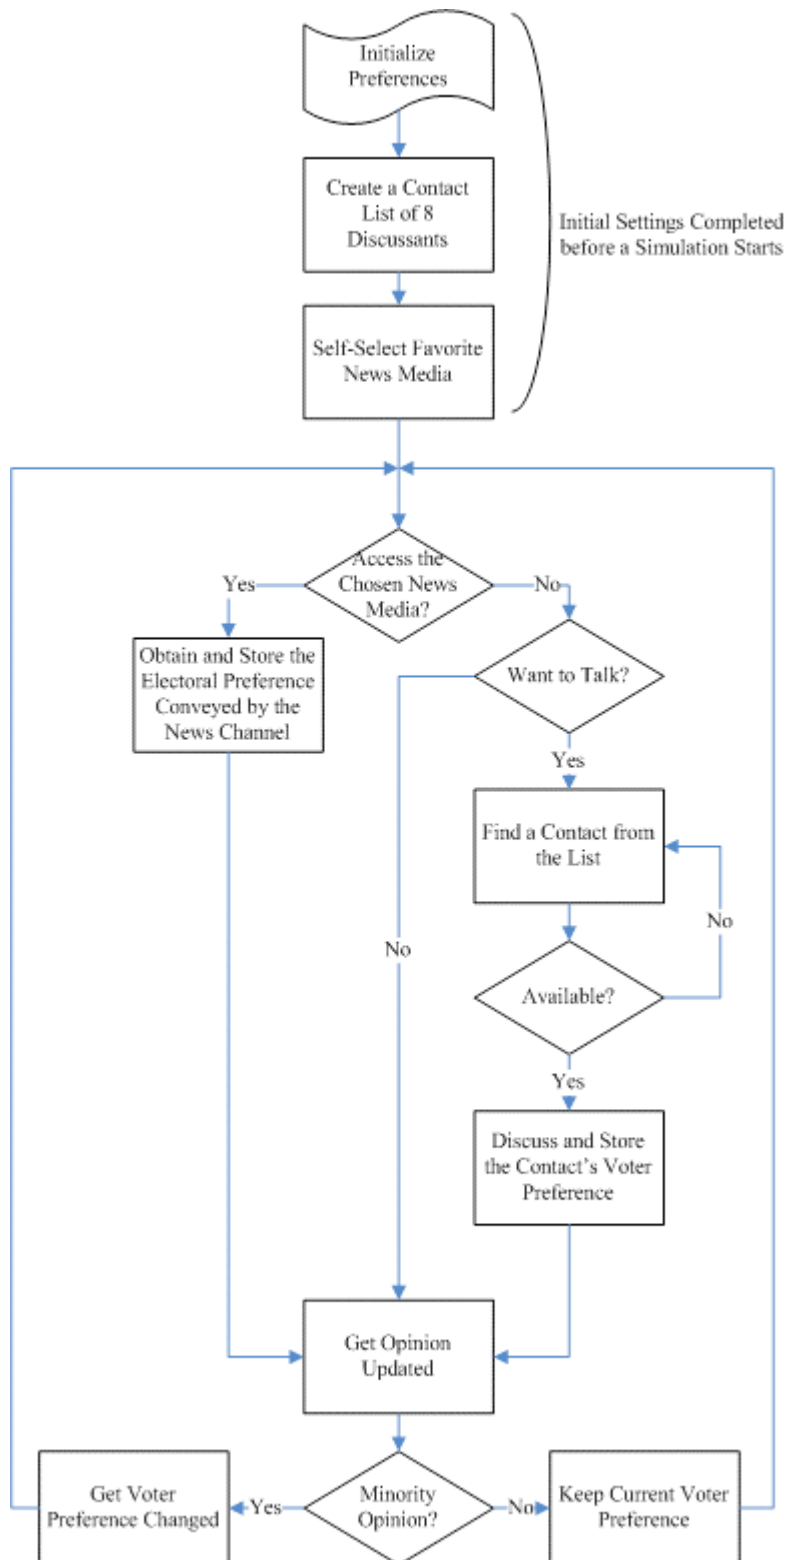 Initialize
Preferences
Create a Contact
List of 8
Discussants
Initial Settings Completed
before a Simulation Starts
Self-Select Favorite
News Media
Access the
Chosen News
Media?
Yes
No
Obtain and Store the
Electoral Preference
Conveyed by the
News Channel
Want to Talk?
Yes
Find a Contact from
the List
No
No
Available?
Yes
Discuss and Store
the Contact's Voter
Preference
Get Opinion
Updated
Get Voter
Preference Changed
Yes
Minority
Opinion?
No
Keep Current Voter
Preference